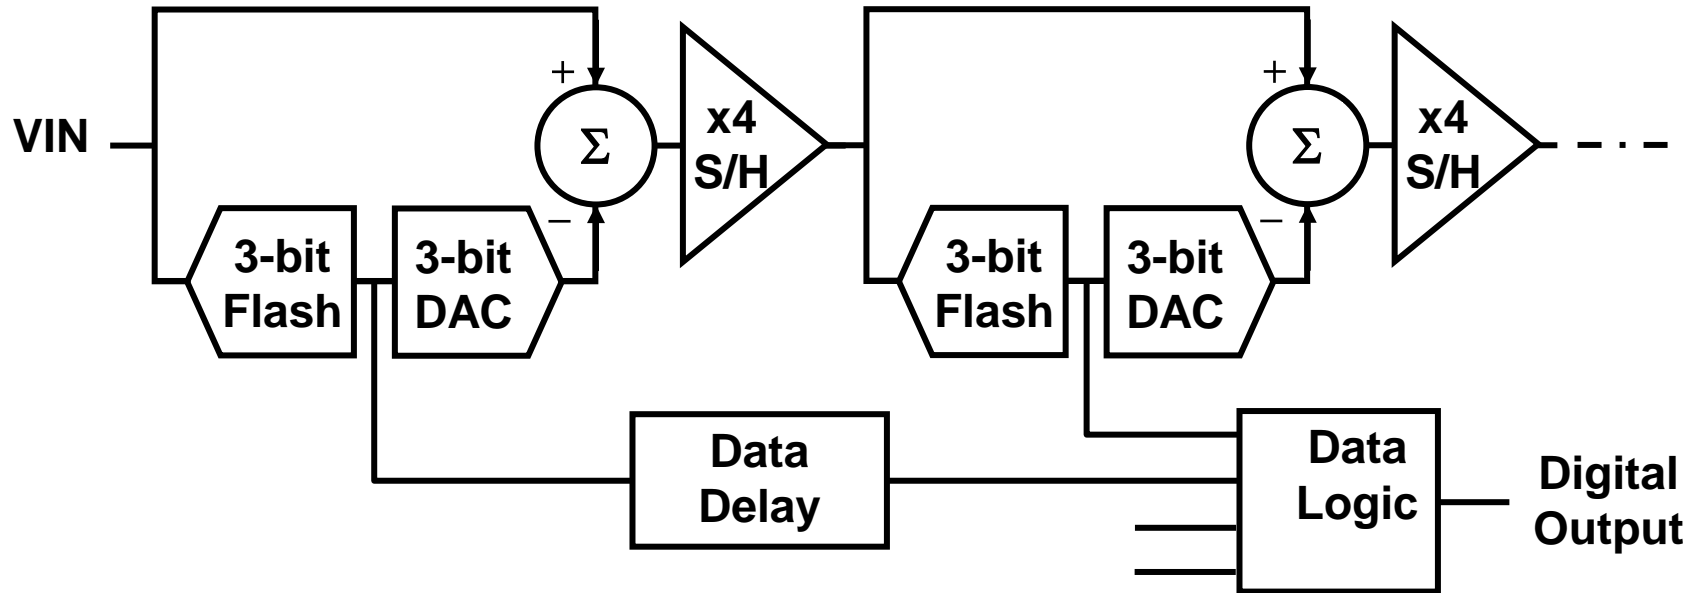 VIN
+
Σ
−
x4
S/H
3-bit
Flash
3-bit
DAC
+
Σ
−
x4
S/H
3-bit
Flash
3-bit
DAC
Data
Delay
Data
Logic
Digital
Output